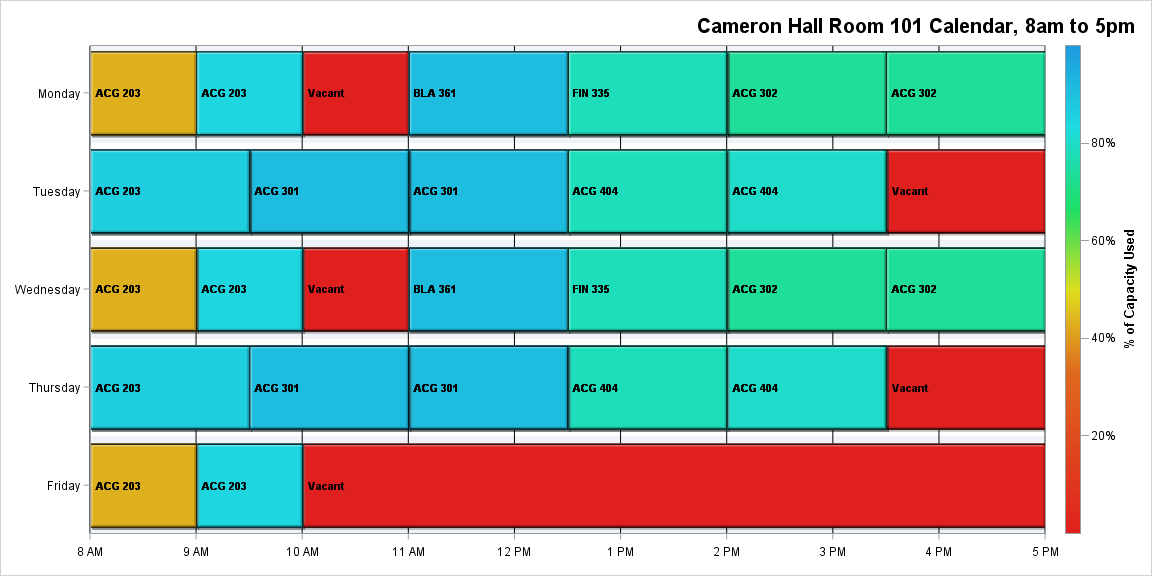 Cameron Hall Room 101 Calendar, 8am to 5pm
Monday
ACG 203
ACG 203
Vacant
BLA 361
FIN 335
ACG 302
ACG 302
Tuesday
ACG 203
ACG 301
ACG 301
ACG 404
ACG 404
Vacant
Wednesday
ACG 203
ACG 203
Vacant
BLA 361
FIN 335
ACG 302
ACG 302
Thursday
ACG 203
ACG 301
ACG 301
ACG 404
ACG 404
Vacant
Friday
ACG 203
ACG 203
Vacant
8 AM
9 AM
10 AM
11 AM
12 PM
1 PM
2 PM
3 PM
4 PM
5 PM
80%
60%
40%
20%
% of Capacity Used